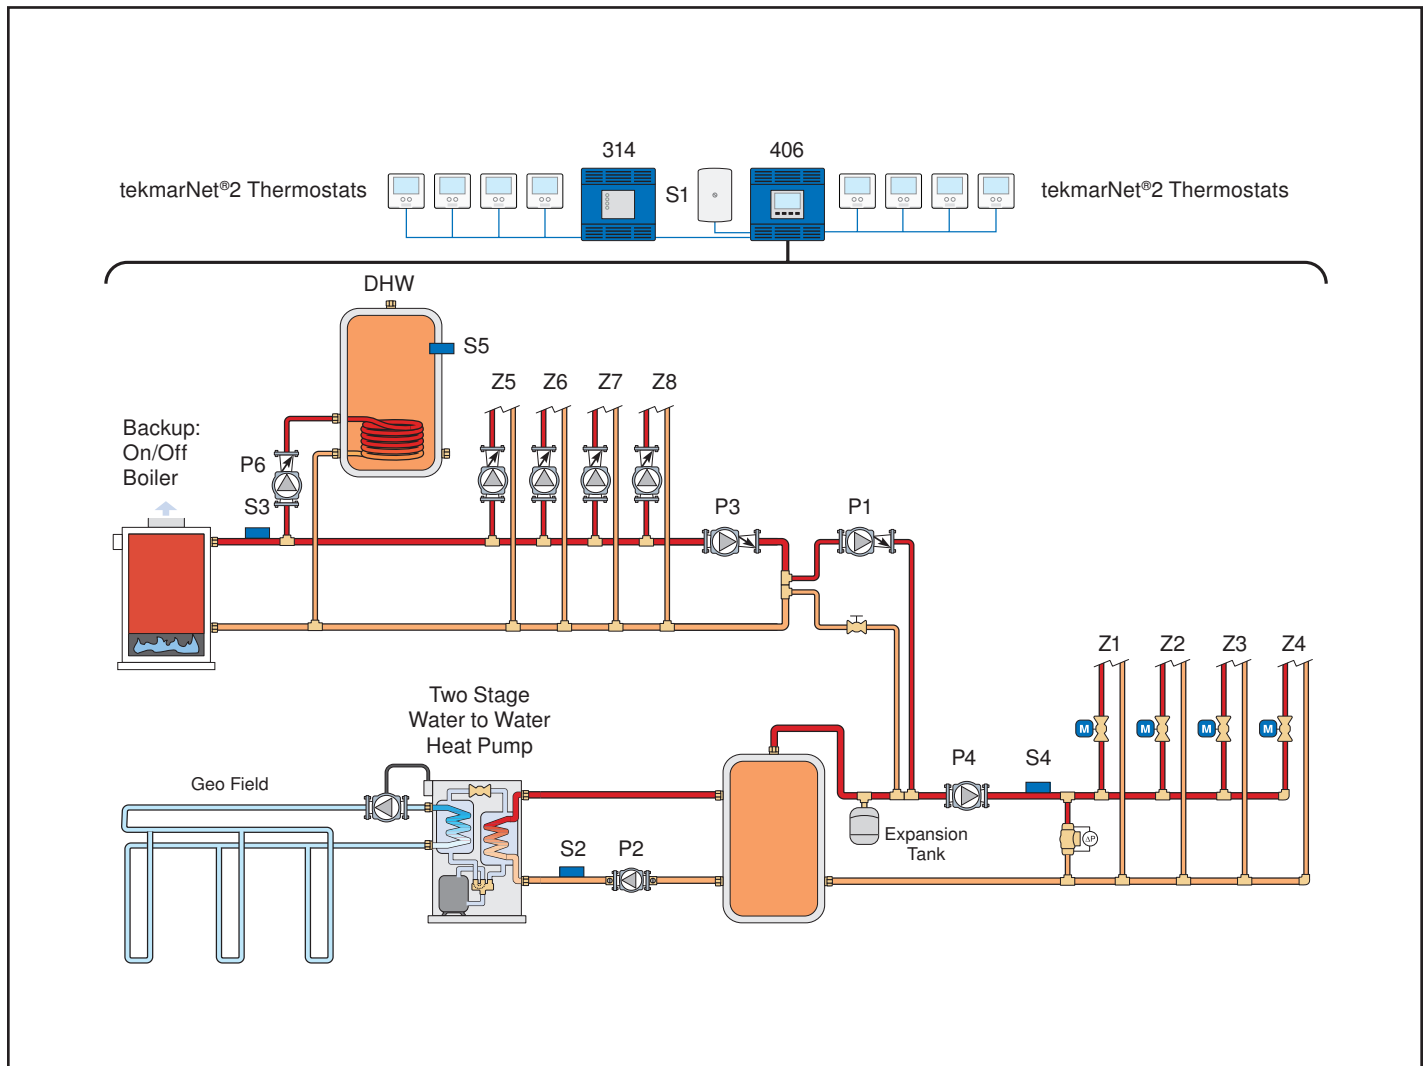 314
406
tekmarNet®2 Thermostats
S1
tekmarNet®2 Thermostats
DHW
S5
Z5
Z6
Z7
Z8
Backup:
On/Off
Boiler
P6
S3
P3
P1
Z1
Z2
Z3
Z4
Two Stage
Water to Water
Heat Pump
M
M
M
M
Geo Field
P4
S4
Expansion
Tank
ΔP
S2
P2